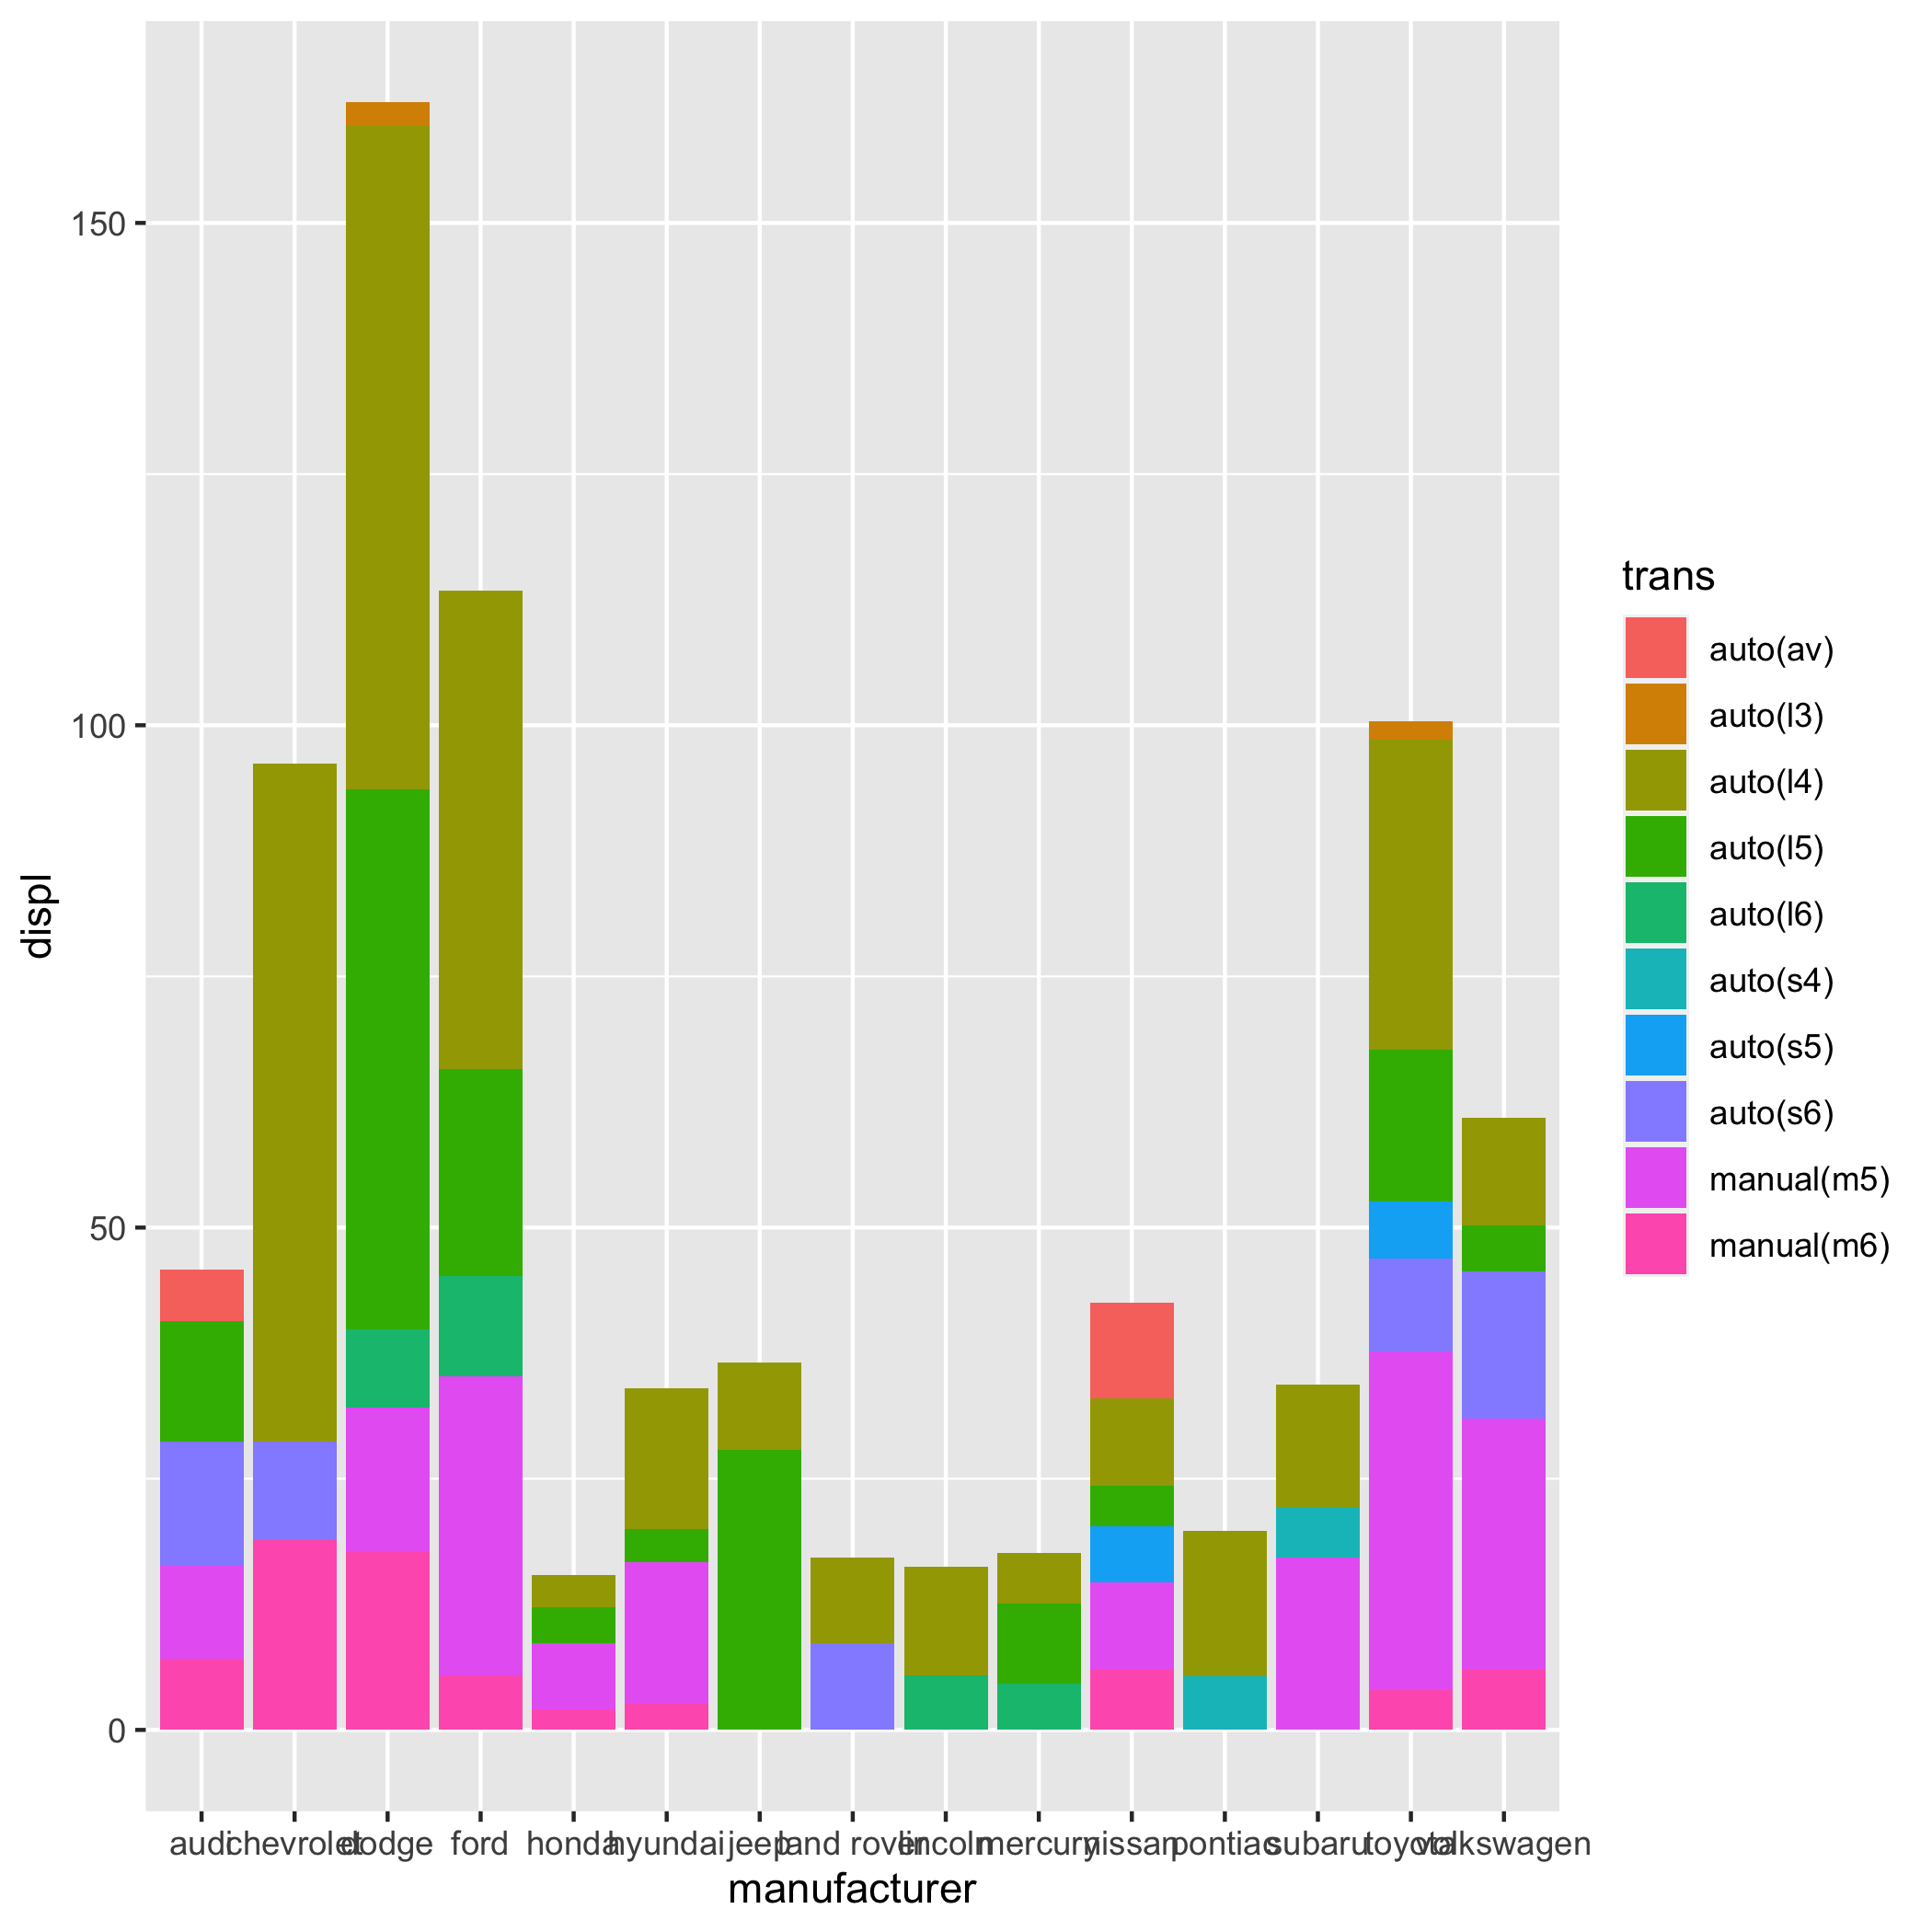 150
100
50
0
displ
audi chevrolet dodge ford honda hyundai jeep land rover lincoln mercury nissan pontiac subaru toyota volkswagen
manufacturer
trans
auto(av)
auto(l3)
auto(l4)
auto(l5)
auto(l6)
auto(s4)
auto(s5)
auto(s6)
manual(m5)
manual(m6)